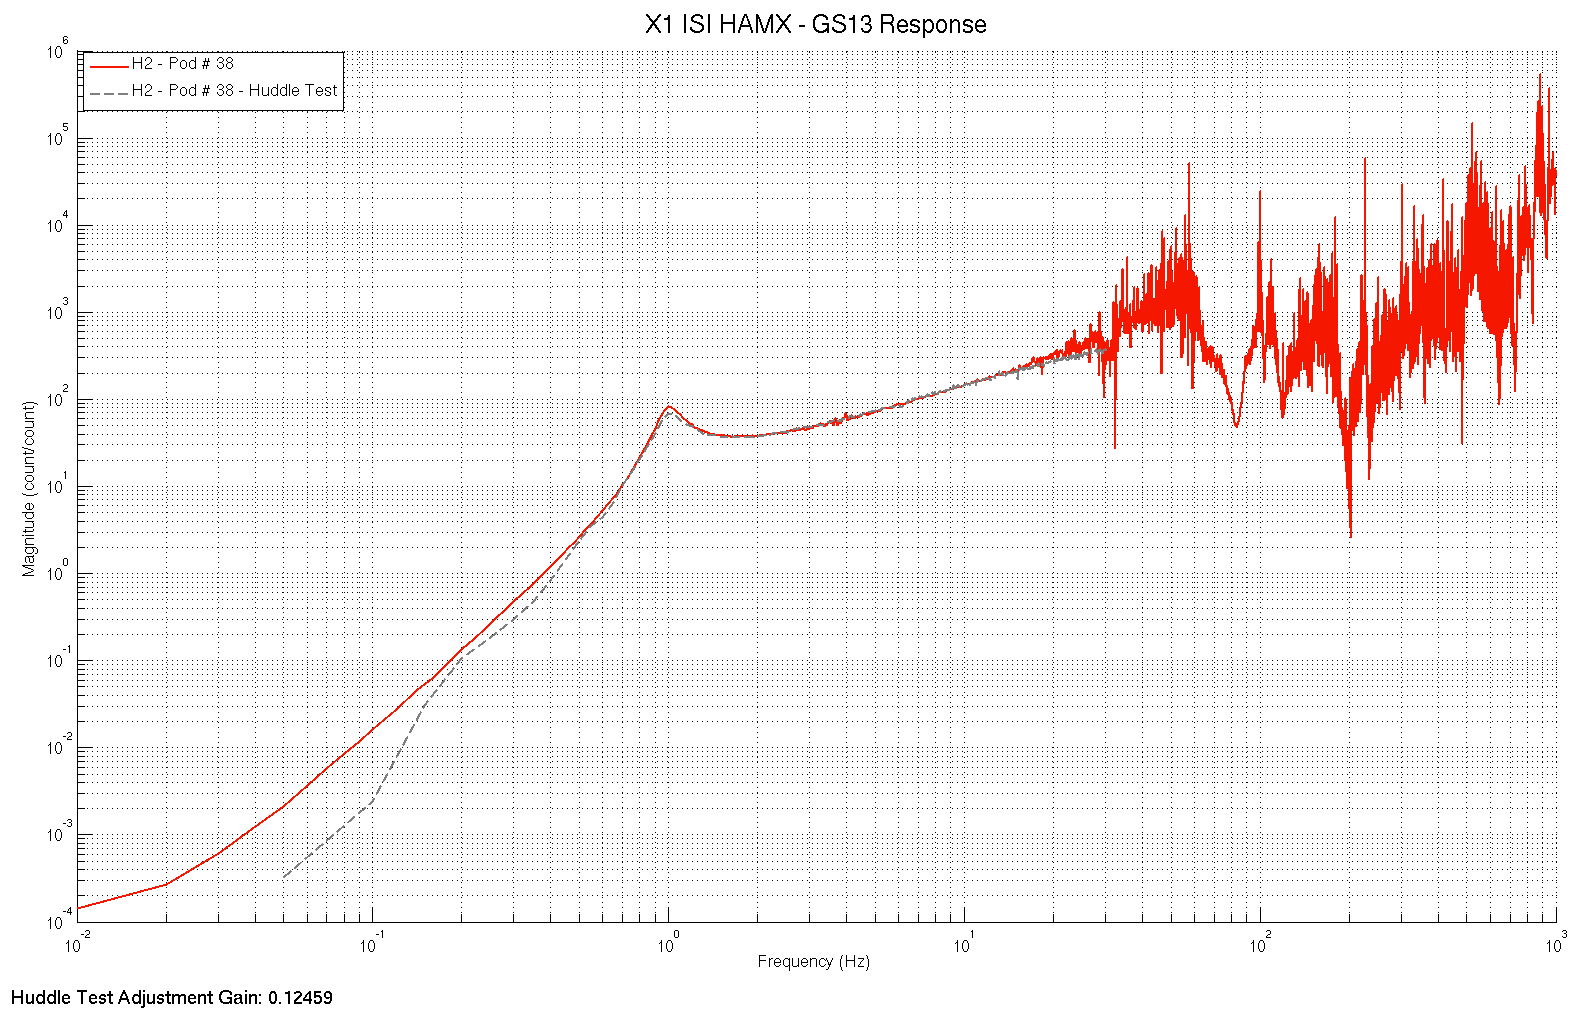 X1 ISI HAMX - GS13 Response
H2 - Pod # 38
H2 - Pod # 38 - Huddle Test
Magnitude (count/count)
10^6
10^5
10^4
10^3
10^2
10^1
10^0
10^-1
10^-2
10^-3
10^-4
10^-2 10^-1 10^0 10^1 10^2 10^3
Frequency (Hz)
Huddle Test Adjustment Gain: 0.12459